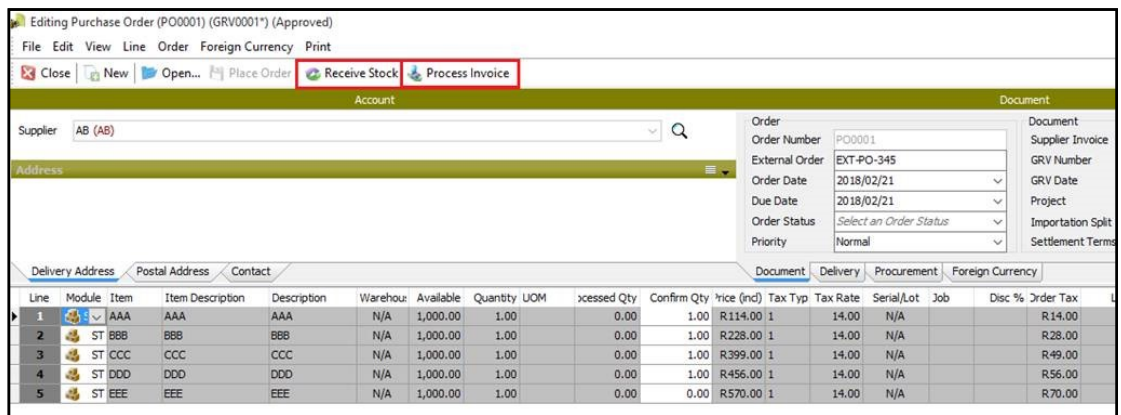 Editing Purchase Order (PO0001) (GRV0001*) (Approved)
File Edit View Line Order Foreign Currency Print
Close New Open... Place Order Receive Stock Process Invoice
Account Document
Supplier AB (AB)
Address
Order Document
Order Number PO0001 Supplier Invoice
External Order EXT-PO-345 GRV Number
Order Date 2018/02/21 GRV Date
Due Date 2018/02/21 Project
Order Status Select an Order Status Importation Split
Priority Normal Settlement Terms
Delivery Address Postal Address Contact Document Delivery Procurement Foreign Currency
Line Module Item Item Description Description Warehou: Available Quantity UOM ocessed Qty Confirm Qty Price (incl) Tax Typ Tax Rate Serial/Lot Job Disc % Order Tax L
1 AAA AAA AAA N/A 1,000.00 1.00 0.00 1.00 R114.00 1 14.00 N/A R14.00
2 ST BBB BBB BBB N/A 1,000.00 1.00 0.00 1.00 R228.00 1 14.00 N/A R28.00
3 ST CCC CCC CCC N/A 1,000.00 1.00 0.00 1.00 R399.00 1 14.00 N/A R49.00
4 ST DDD DDD DDD N/A 1,000.00 1.00 0.00 1.00 R456.00 1 14.00 N/A R56.00
5 ST EEE EEE EEE N/A 1,000.00 1.00 0.00 0.00 R570.00 1 14.00 N/A R70.00